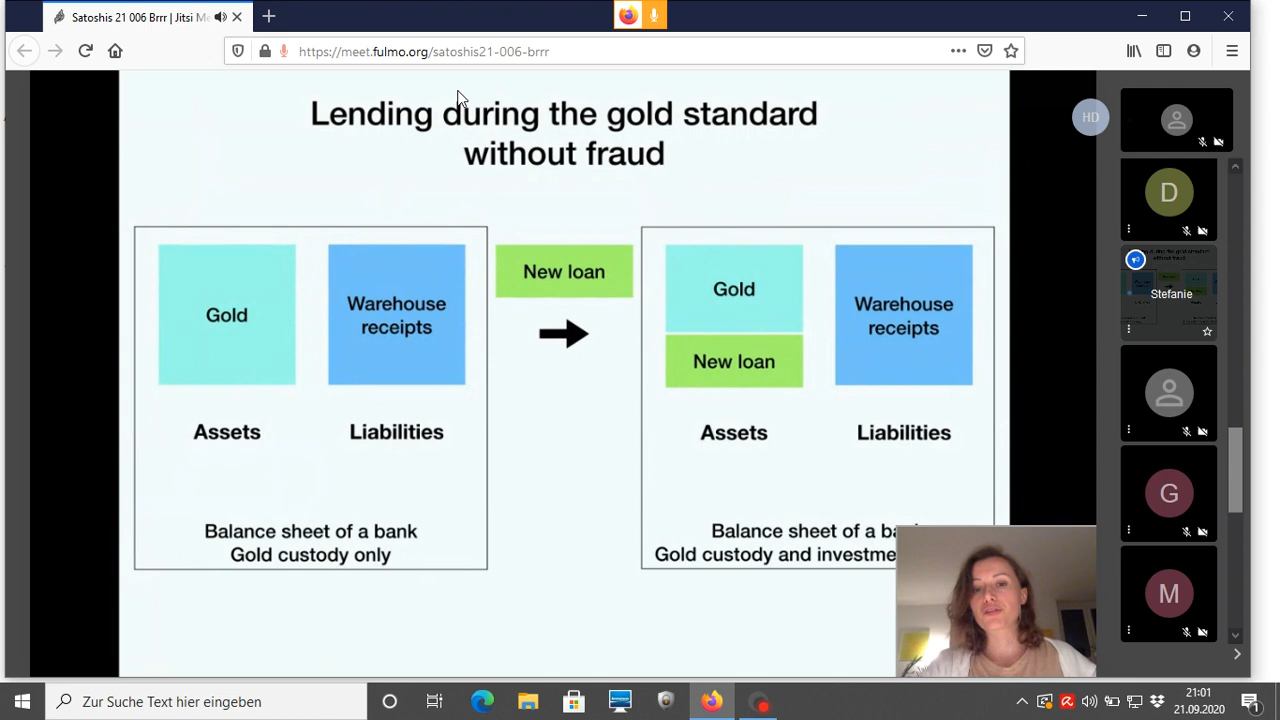 Satoshis 21 006 Brrr | Jitsi Me
https://meet.fulmo.org/satoshis21-006-brrr
Lending during the gold standard
without fraud
HD
Gold
Warehouse
receipts
Assets
Liabilities
Balance sheet of a bank
Gold custody only
New loan
Gold
New loan
Warehouse
receipts
Assets
Liabilities
Balance sheet of a ba
Gold custody and investme
D
Stefanie
G
M
Zur Suche Text hier eingeben
21:01
21.09.2020
1